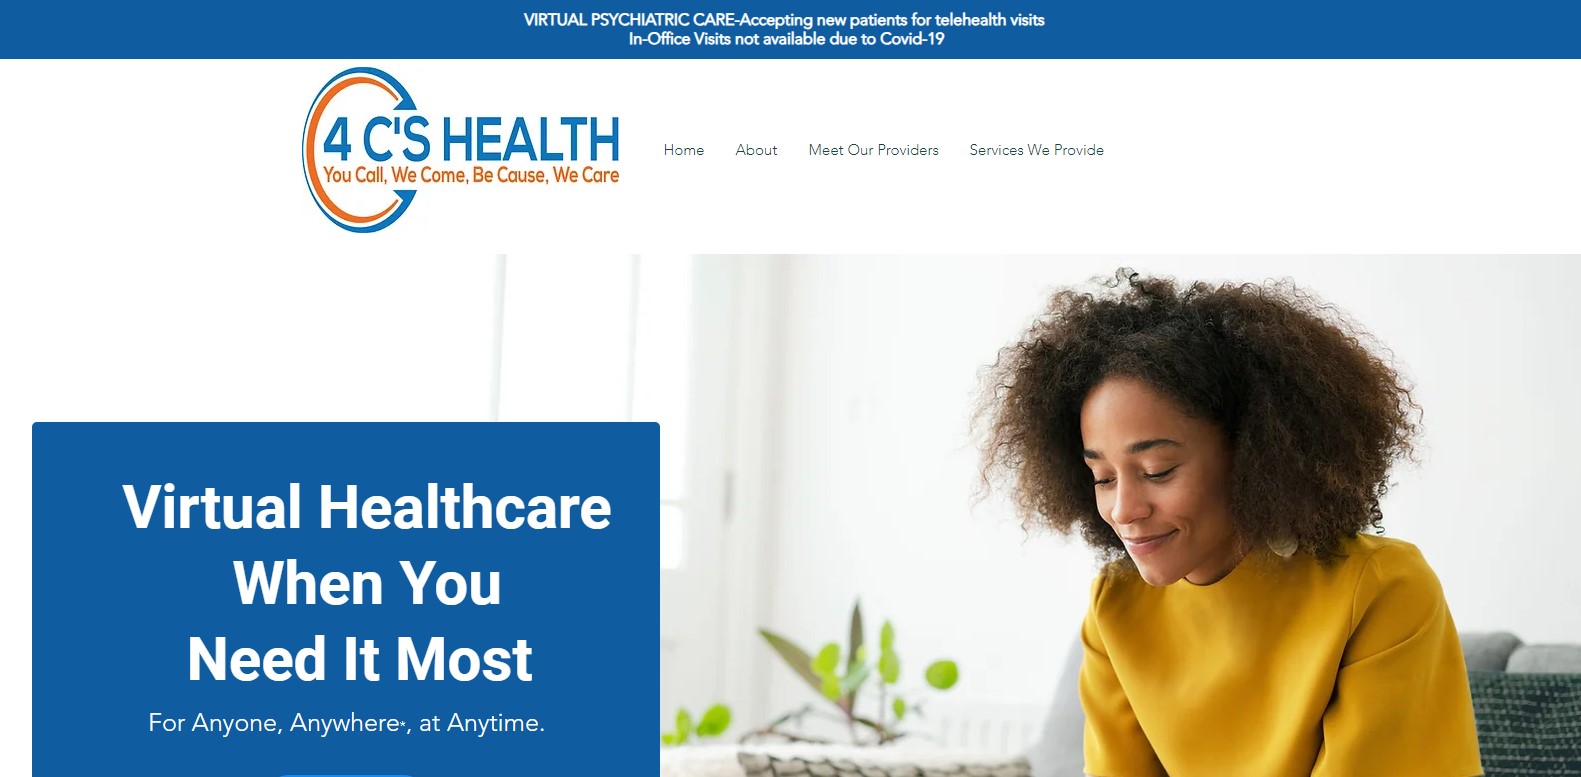 VIRTUAL PSYCHIATRIC CARE-Accepting new patients for telehealth visits
In-Office Visits not available due to Covid-19
4 C'S HEALTH
You Call, We Come, Be Cause, We Care
Home About Meet Our Providers Services We Provide
Virtual Healthcare
When You
Need It Most
For Anyone, Anywhere*, at Anytime.